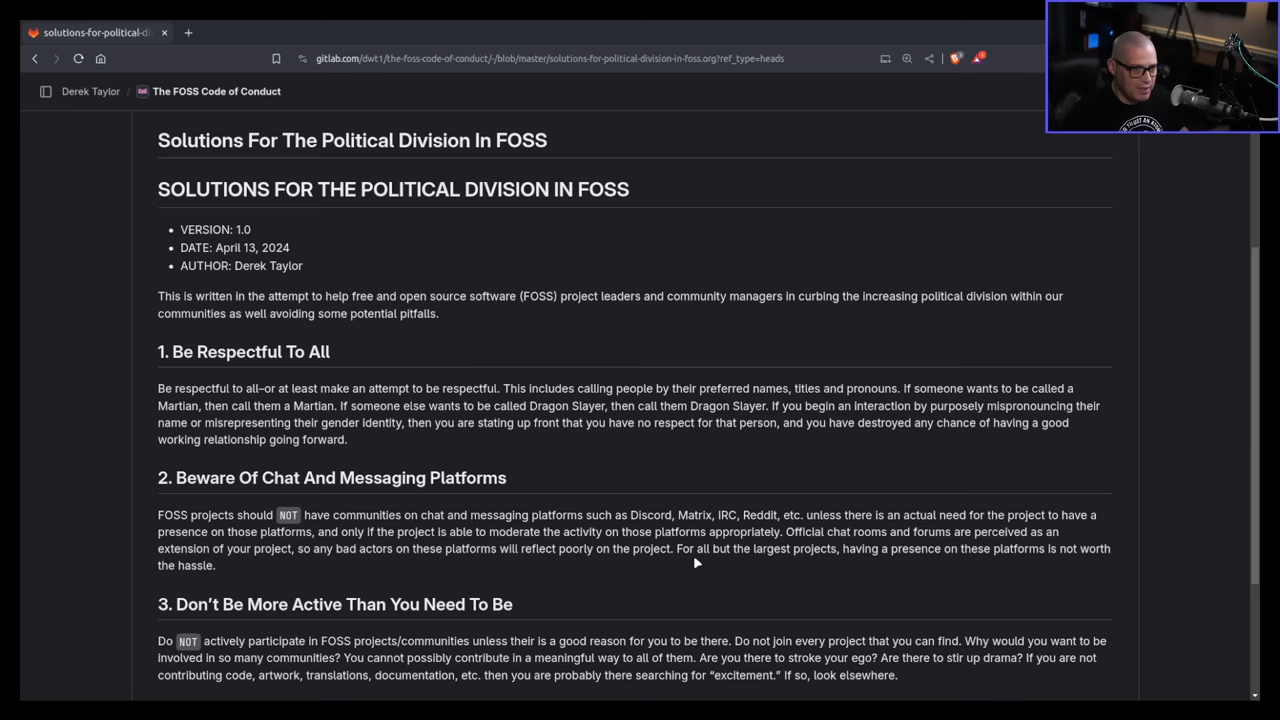 solutions-for-political-di
gitlab.com/dwt1/the-foss-code-of-conduct/-/blob/master/solutions-for-political-division-in-foss.org?ref_type=heads
Derek Taylor / The FOSS Code of Conduct
Solutions For The Political Division In FOSS
SOLUTIONS FOR THE POLITICAL DIVISION IN FOSS
• VERSION: 1.0
• DATE: April 13, 2024
• AUTHOR: Derek Taylor
This is written in the attempt to help free and open source software (FOSS) project leaders and community managers in curbing the increasing political division within our
communities as well avoiding some potential pitfalls.
1. Be Respectful To All
Be respectful to all–or at least make an attempt to be respectful. This includes calling people by their preferred names, titles and pronouns. If someone wants to be called a
Martian, then call them a Martian. If someone else wants to be called Dragon Slayer, then call them Dragon Slayer. If you begin an interaction by purposely mispronouncing their
name or misrepresenting their gender identity, then you are stating up front that you have no respect for that person, and you have destroyed any chance of having a good
working relationship going forward.
2. Beware Of Chat And Messaging Platforms
FOSS projects should NOT have communities on chat and messaging platforms such as Discord, Matrix, IRC, Reddit, etc. unless there is an actual need for the project to have a
presence on those platforms, and only if the project is able to moderate the activity on those platforms appropriately. Official chat rooms and forums are perceived as an
extension of your project, so any bad actors on these platforms will reflect poorly on the project. For all but the largest projects, having a presence on these platforms is not worth
the hassle.
3. Don’t Be More Active Than You Need To Be
Do NOT actively participate in FOSS projects/communities unless their is a good reason for you to be there. Do not join every project that you can find. Why would you want to be
involved in so many communities? You cannot possibly contribute in a meaningful way to all of them. Are you there to stroke your ego? Are there to stir up drama? If you are not
contributing code, artwork, translations, documentation, etc. then you are probably there searching for “excitement.” If so, look elsewhere.